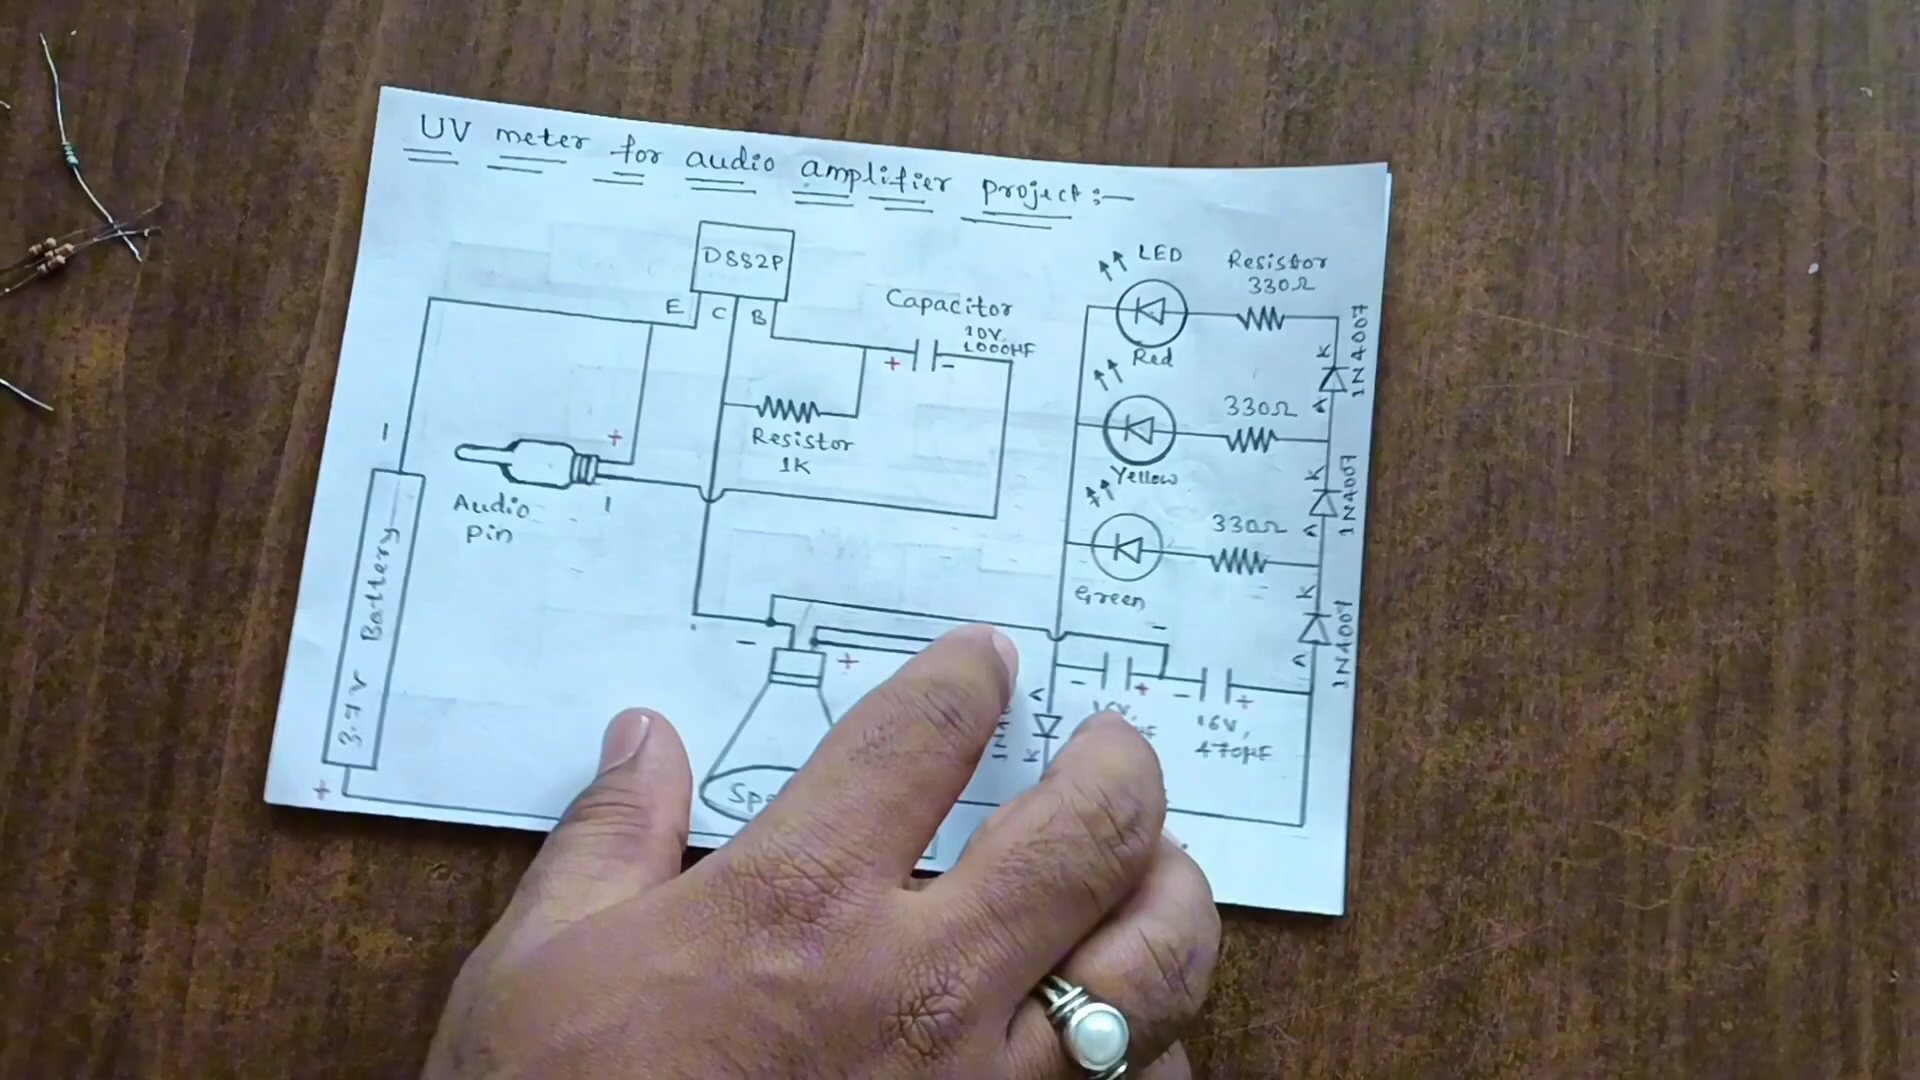 UV meter for audio amplifier project :-
D882P
E C B
Capacitor
10V
1000µF
+ -
Resistor
1K
Audio
pin
+
-
3.7V Battery
+
-
-
+
LED
Red
Resistor
330Ω
K
A
1N4007
Yellow
330Ω
K
A
1N4007
Green
330Ω
K
A
1N4007
-
- +
- +
16V,
470µF
A
K
16V,